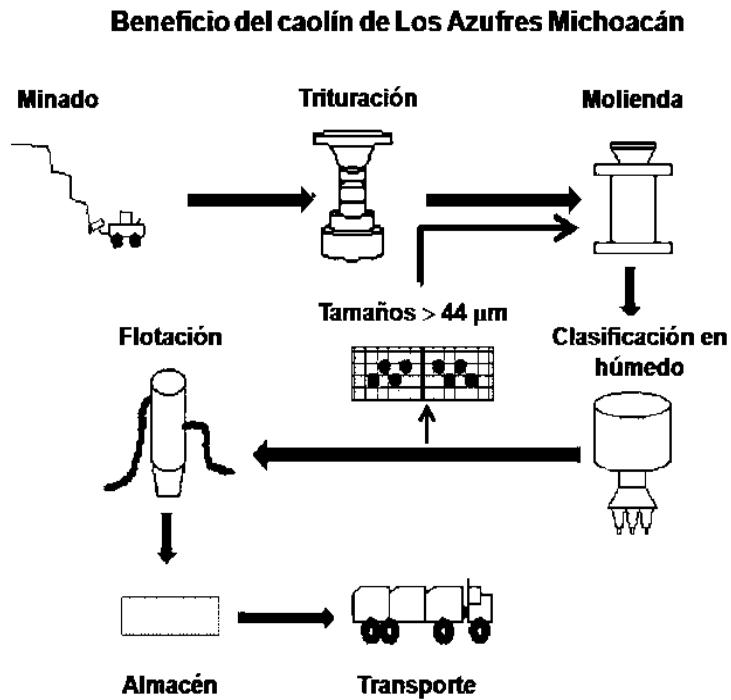 Beneficio del caolín de Los Azufres Michoacán
Minado
Trituración
Molienda
Tamaños > 44 μm
Flotación
Clasificación en
húmedo
Almacén
Transporte